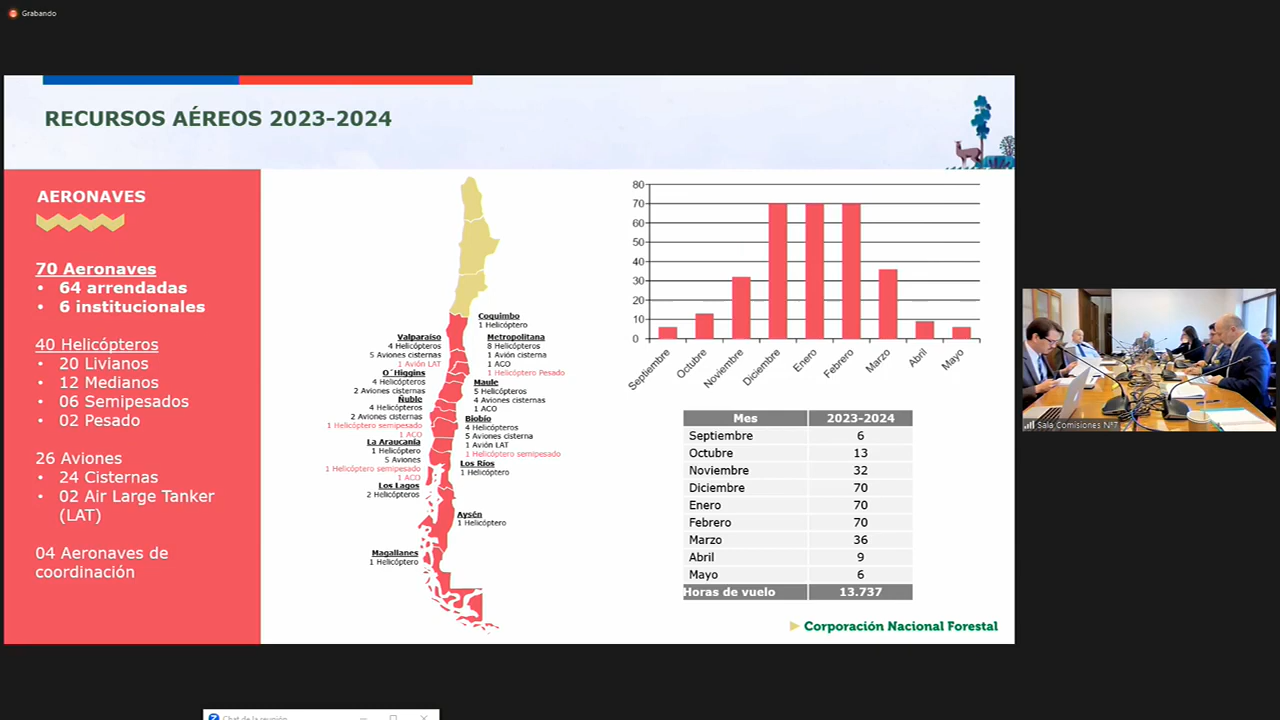 Grabando
RECURSOS AÉREOS 2023-2024
AERONAVES
70 Aeronaves
• 64 arrendadas
• 6 institucionales
40 Helicópteros
• 20 Livianos
• 12 Medianos
• 06 Semipesados
• 02 Pesado
26 Aviones
• 24 Cisternas
• 02 Air Large Tanker
(LAT)
04 Aeronaves de
coordinación
Coquimbo
1 Helicóptero
Valparaíso
4 Helicópteros
5 Aviones cisternas
1 Avión LAT
Metropolitana
8 Helicópteros
1 Avión cisterna
1 ACO
1 Helicóptero Pesado
O´Higgins
4 Helicópteros
2 Aviones cisternas
Maule
5 Helicópteros
4 Aviones cisternas
1 ACO
Ñuble
4 Helicópteros
2 Aviones cisternas
1 Helicóptero semipesado
1 ACO
Biobío
4 Helicópteros
5 Aviones cisterna
1 Avión LAT
1 Helicóptero semipesado
La Araucanía
1 Helicóptero
5 Aviones
1 Helicóptero semipesado
1 ACO
Los Ríos
1 Helicóptero
Los Lagos
2 Helicópteros
Aysén
1 Helicóptero
Magallanes
1 Helicóptero
80
70
60
50
40
30
20
10
0
Septiembre
Octubre
Noviembre
Diciembre
Enero
Febrero
Marzo
Abril
Mayo
Mes 2023-2024
Septiembre 6
Octubre 13
Noviembre 32
Diciembre 70
Enero 70
Febrero 70
Marzo 36
Abril 9
Mayo 6
Horas de vuelo 13.737
Corporación Nacional Forestal
Sala Comisiones N°7
Chat de la reunión